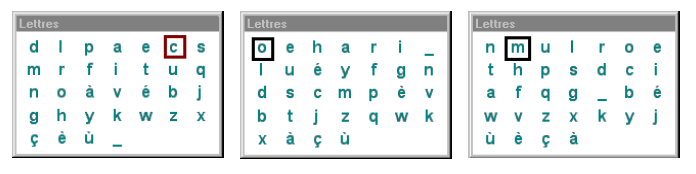 Lettres
d l p a e c s
m r f i t u q
n o à v é b j
g h y k w z x
ç è ù _
Lettres
o e h a r i _
l u é y f g n
d s c m p è v
b t j z q w k
x à ç ù
Lettres
n m u l r o e
t h p s d c i
a f q g _ b é
w v z x k y j
ù è ç à